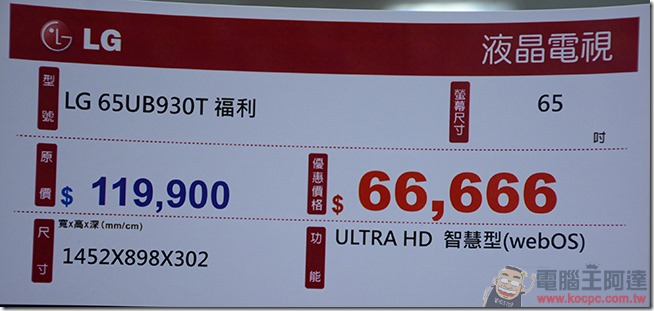 LG 液晶電視
型號 LG 65UB930T 福利 螢幕尺寸 65 吋
原價 $ 119,900 優惠價格 $ 66,666
尺寸 寬X高X深(mm/cm) 功能 ULTRA HD 智慧型(webOS)
1452X898X302
電腦王阿達
www.kocpc.com.tw